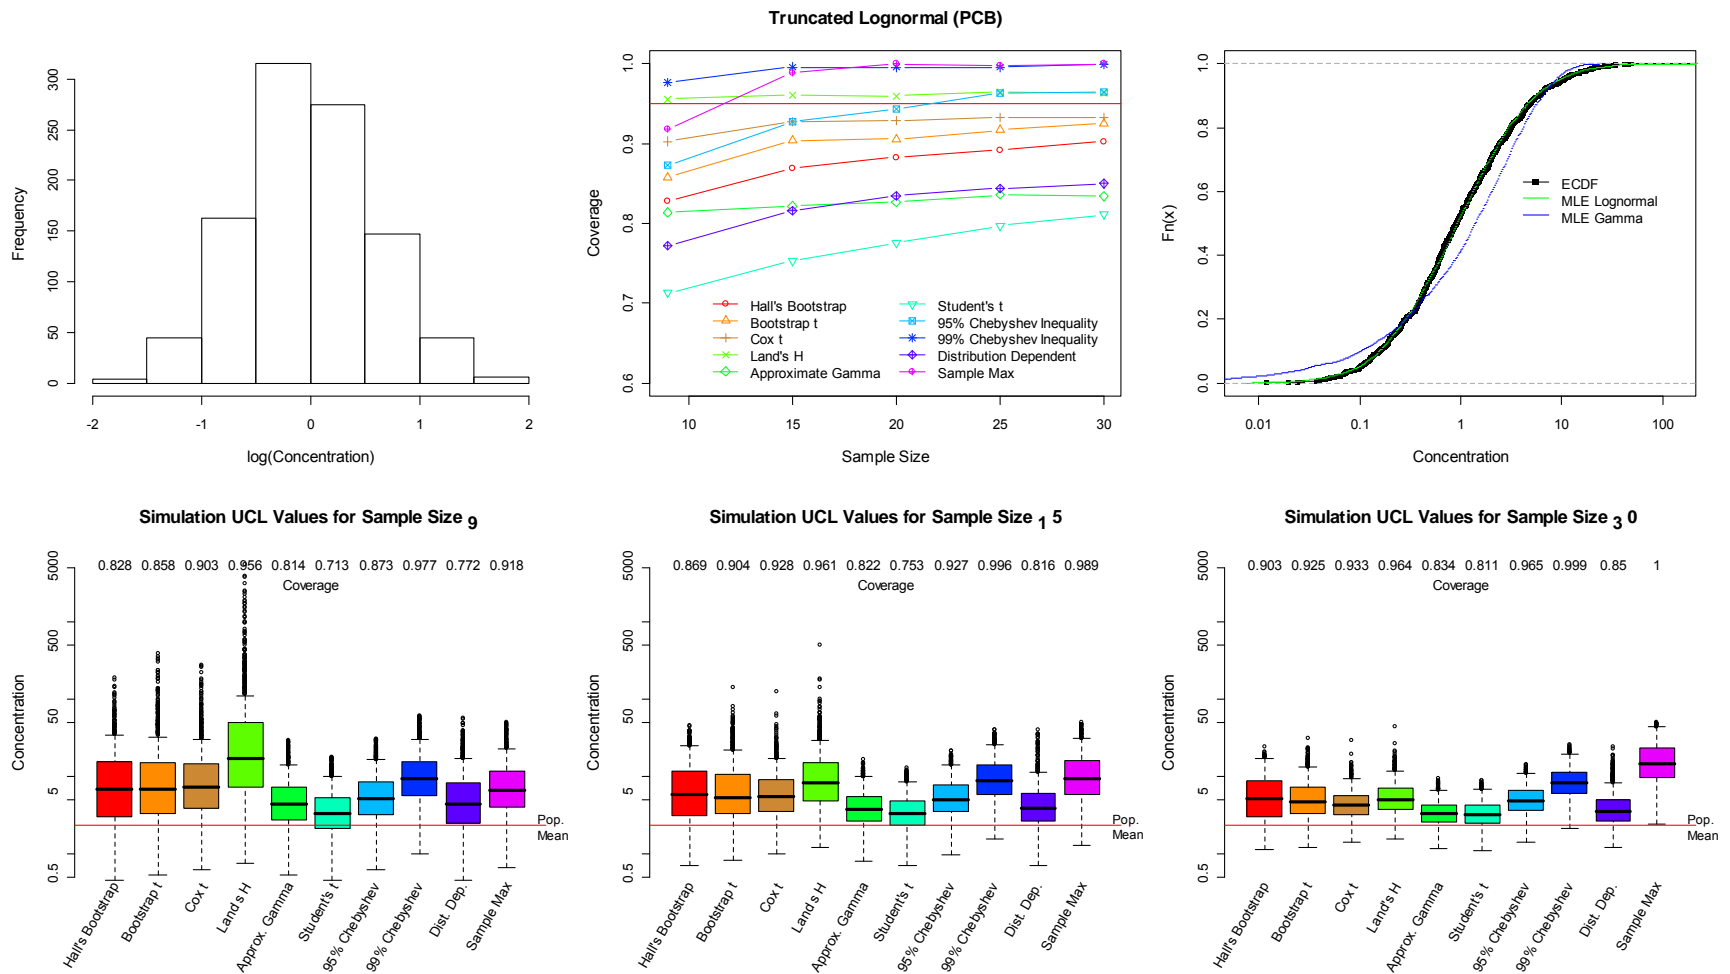 Truncated Lognormal (PCB)
Frequency
0 50 100 150 200 250 300
-2 -1 0 1 2
log(Concentration)
Coverage
0.6 0.7 0.8 0.9 1.0
Hall's Bootstrap
Bootstrap t
Cox t
Land's H
Approximate Gamma
Student's t
95% Chebyshev Inequality
99% Chebyshev Inequality
Distribution Dependent
Sample Max
10 15 20 25 30
Sample Size
Fn(x)
0.0 0.2 0.4 0.6 0.8 1.0
ECDF
MLE Lognormal
MLE Gamma
0.01 0.1 1 10 100
Concentration
Simulation UCL Values for Sample Size 9
Concentration
0.5 5 50 500 5000
0.828 0.858 0.903 0.956 0.814 0.713 0.873 0.977 0.772 0.918
Coverage
Pop.
Mean
Hall's Bootstrap
Bootstrap t
Cox t
Land's H
Approx. Gamma
Student's t
95% Chebyshev
99% Chebyshev
Dist. Dep.
Sample Max
Simulation UCL Values for Sample Size 1 5
Concentration
0.5 5 50 500 5000
0.869 0.904 0.928 0.961 0.822 0.753 0.927 0.996 0.816 0.989
Coverage
Pop.
Mean
Hall's Bootstrap
Bootstrap t
Cox t
Land's H
Approx. Gamma
Student's t
95% Chebyshev
99% Chebyshev
Dist. Dep.
Sample Max
Simulation UCL Values for Sample Size 3 0
Concentration
0.5 5 50 500 5000
0.903 0.925 0.933 0.964 0.834 0.811 0.965 0.999 0.85 1
Coverage
Pop.
Mean
Hall's Bootstrap
Bootstrap t
Cox t
Land's H
Approx. Gamma
Student's t
95% Chebyshev
99% Chebyshev
Dist. Dep.
Sample Max